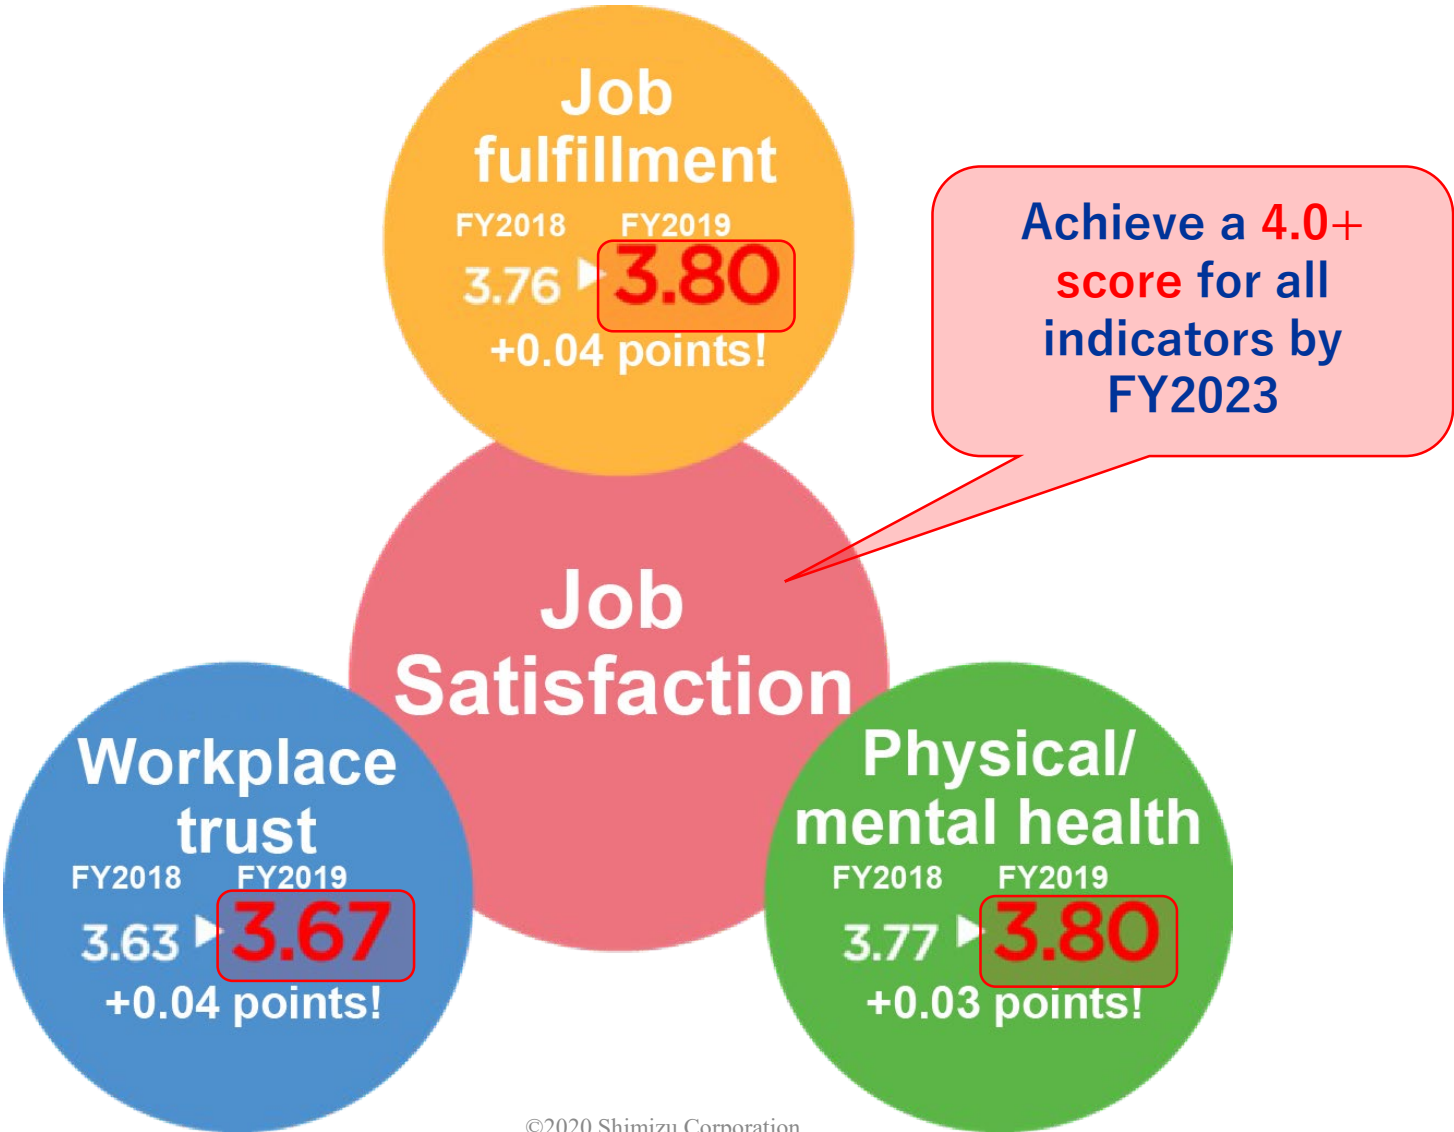 Job
fulfillment
FY2018 FY2019
3.76 3.80
+0.04 points!
Achieve a 4.0+
score for all
indicators by
FY2023
Job
Satisfaction
Workplace
trust
FY2018 FY2019
3.63 3.67
+0.04 points!
Physical/
mental health
FY2018 FY2019
3.77 3.80
+0.03 points!
©2020 Shimizu Corporation